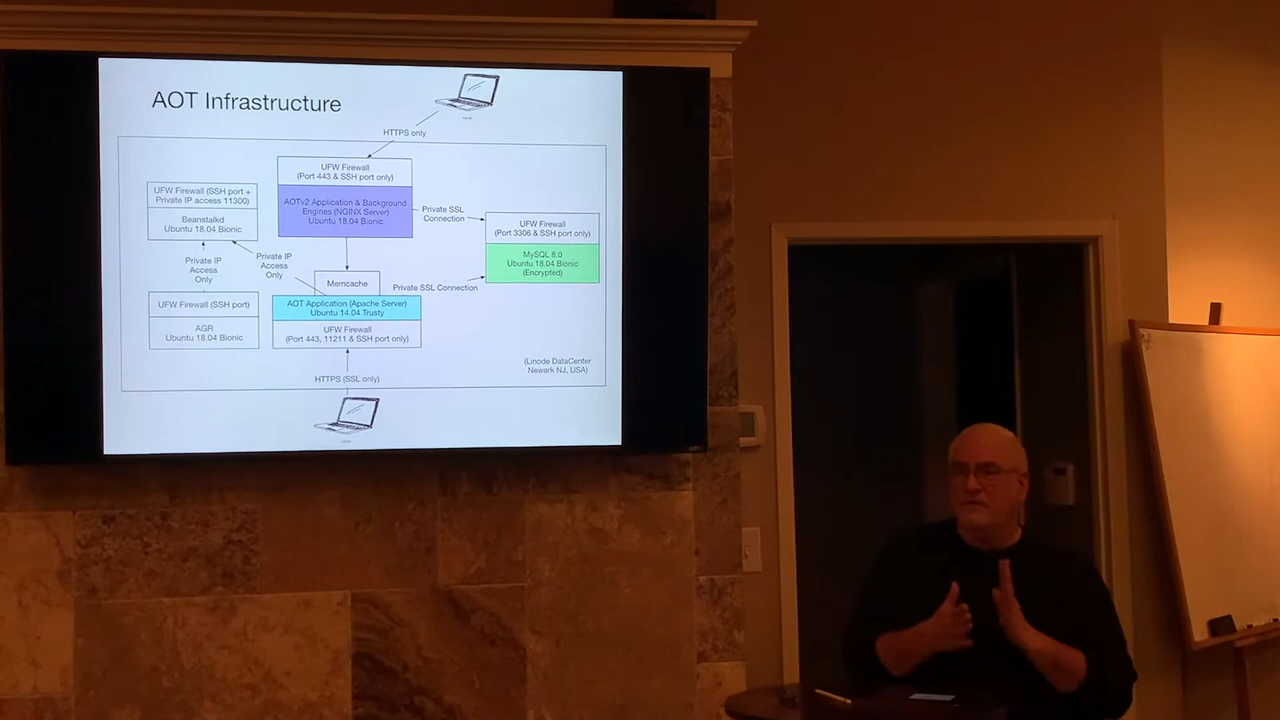 AOT Infrastructure
HTTPS only
UFW Firewall
(Port 443 & SSH port only)
AOTv2 Application & Background
Engines (NGINX Server)
Ubuntu 18.04 Bionic
UFW Firewall (SSH port +
Private IP access 11300)
Beanstalkd
Ubuntu 18.04 Bionic
Private SSL
Connection
UFW Firewall
(Port 3306 & SSH port only)
MySQL 8.0
Ubuntu 18.04 Bionic
(Encrypted)
Private IP
Access
Only
Private IP
Access
Only
Memcache
Private SSL Connection
UFW Firewall (SSH port)
AGR
Ubuntu 18.04 Bionic
AOT Application (Apache Server)
Ubuntu 14.04 Trusty
UFW Firewall
(Port 443, 11211 & SSH port only)
(Linode DataCenter
Newark NJ, USA)
HTTPS (SSL only)